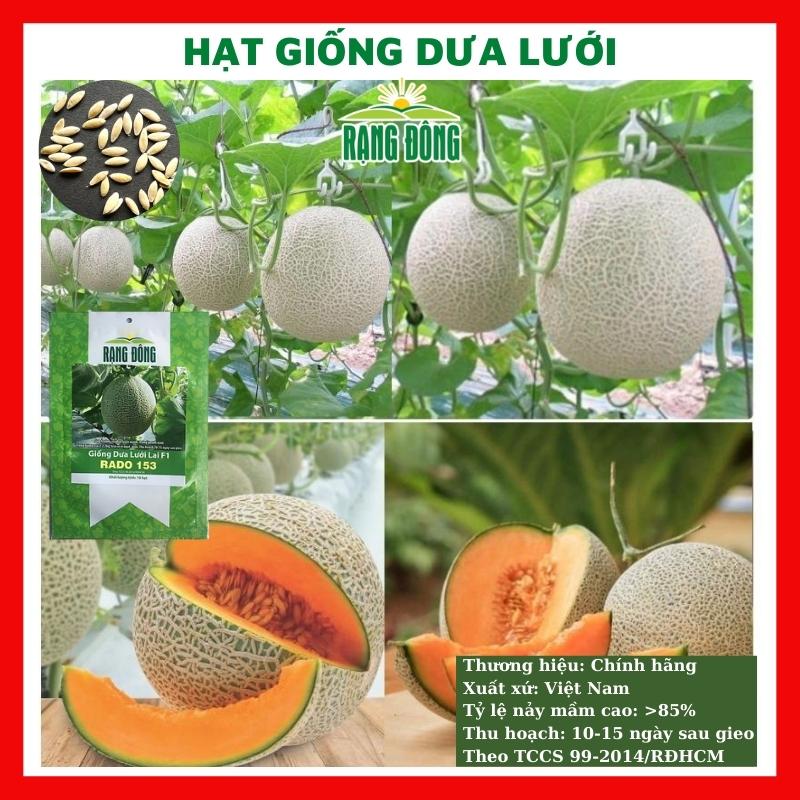 HẠT GIỐNG DƯA LƯỚI
RẠNG ĐÔNG
RẠNG ĐÔNG
Giống Dưa Lưới Lai F1
RADO 153
Thương hiệu: Chính hãng
Xuất xứ: Việt Nam
Tỷ lệ nảy mầm cao: >85%
Thu hoạch: 10-15 ngày sau gieo
Theo TCCS 99-2014/RĐHCM